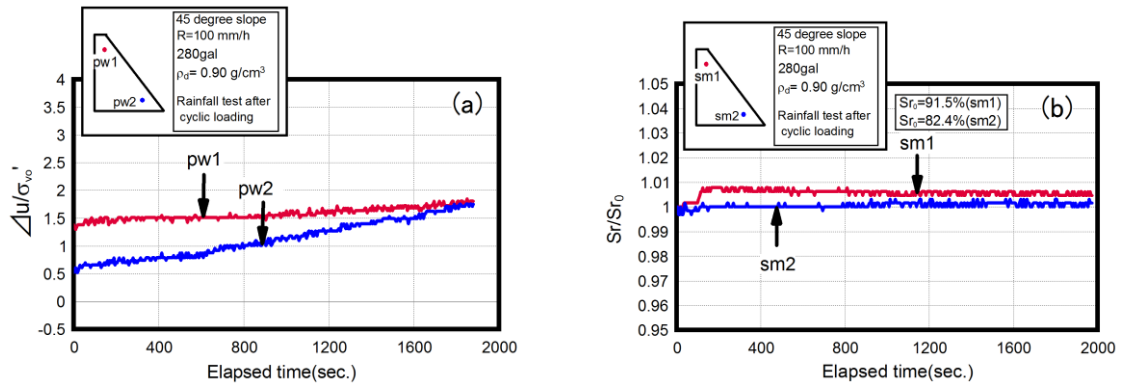 45 degree slope
R=100 mm/h
280gal
ρd= 0.90 g/cm³
Rainfall test after
cyclic loading
pw1
pw2
(a)
pw1
pw2
4
3.5
3
2.5
2
1.5
1
0.5
0
-0.5
⊿u/σvo'
0
400
800
1200
1600
2000
Elapsed time(sec.)
45 degree slope
R=100 mm/h
280gal
ρd= 0.90 g/cm³
Rainfall test after
cyclic loading
sm1
sm2
(b)
Sr₀=91.5%(sm1)
Sr₀=82.4%(sm2)
sm1
sm2
1.05
1.04
1.03
1.02
1.01
1
0.99
0.98
0.97
0.96
0.95
Sr/Sr₀
0
400
800
1200
1600
2000
Elapsed time(sec.)